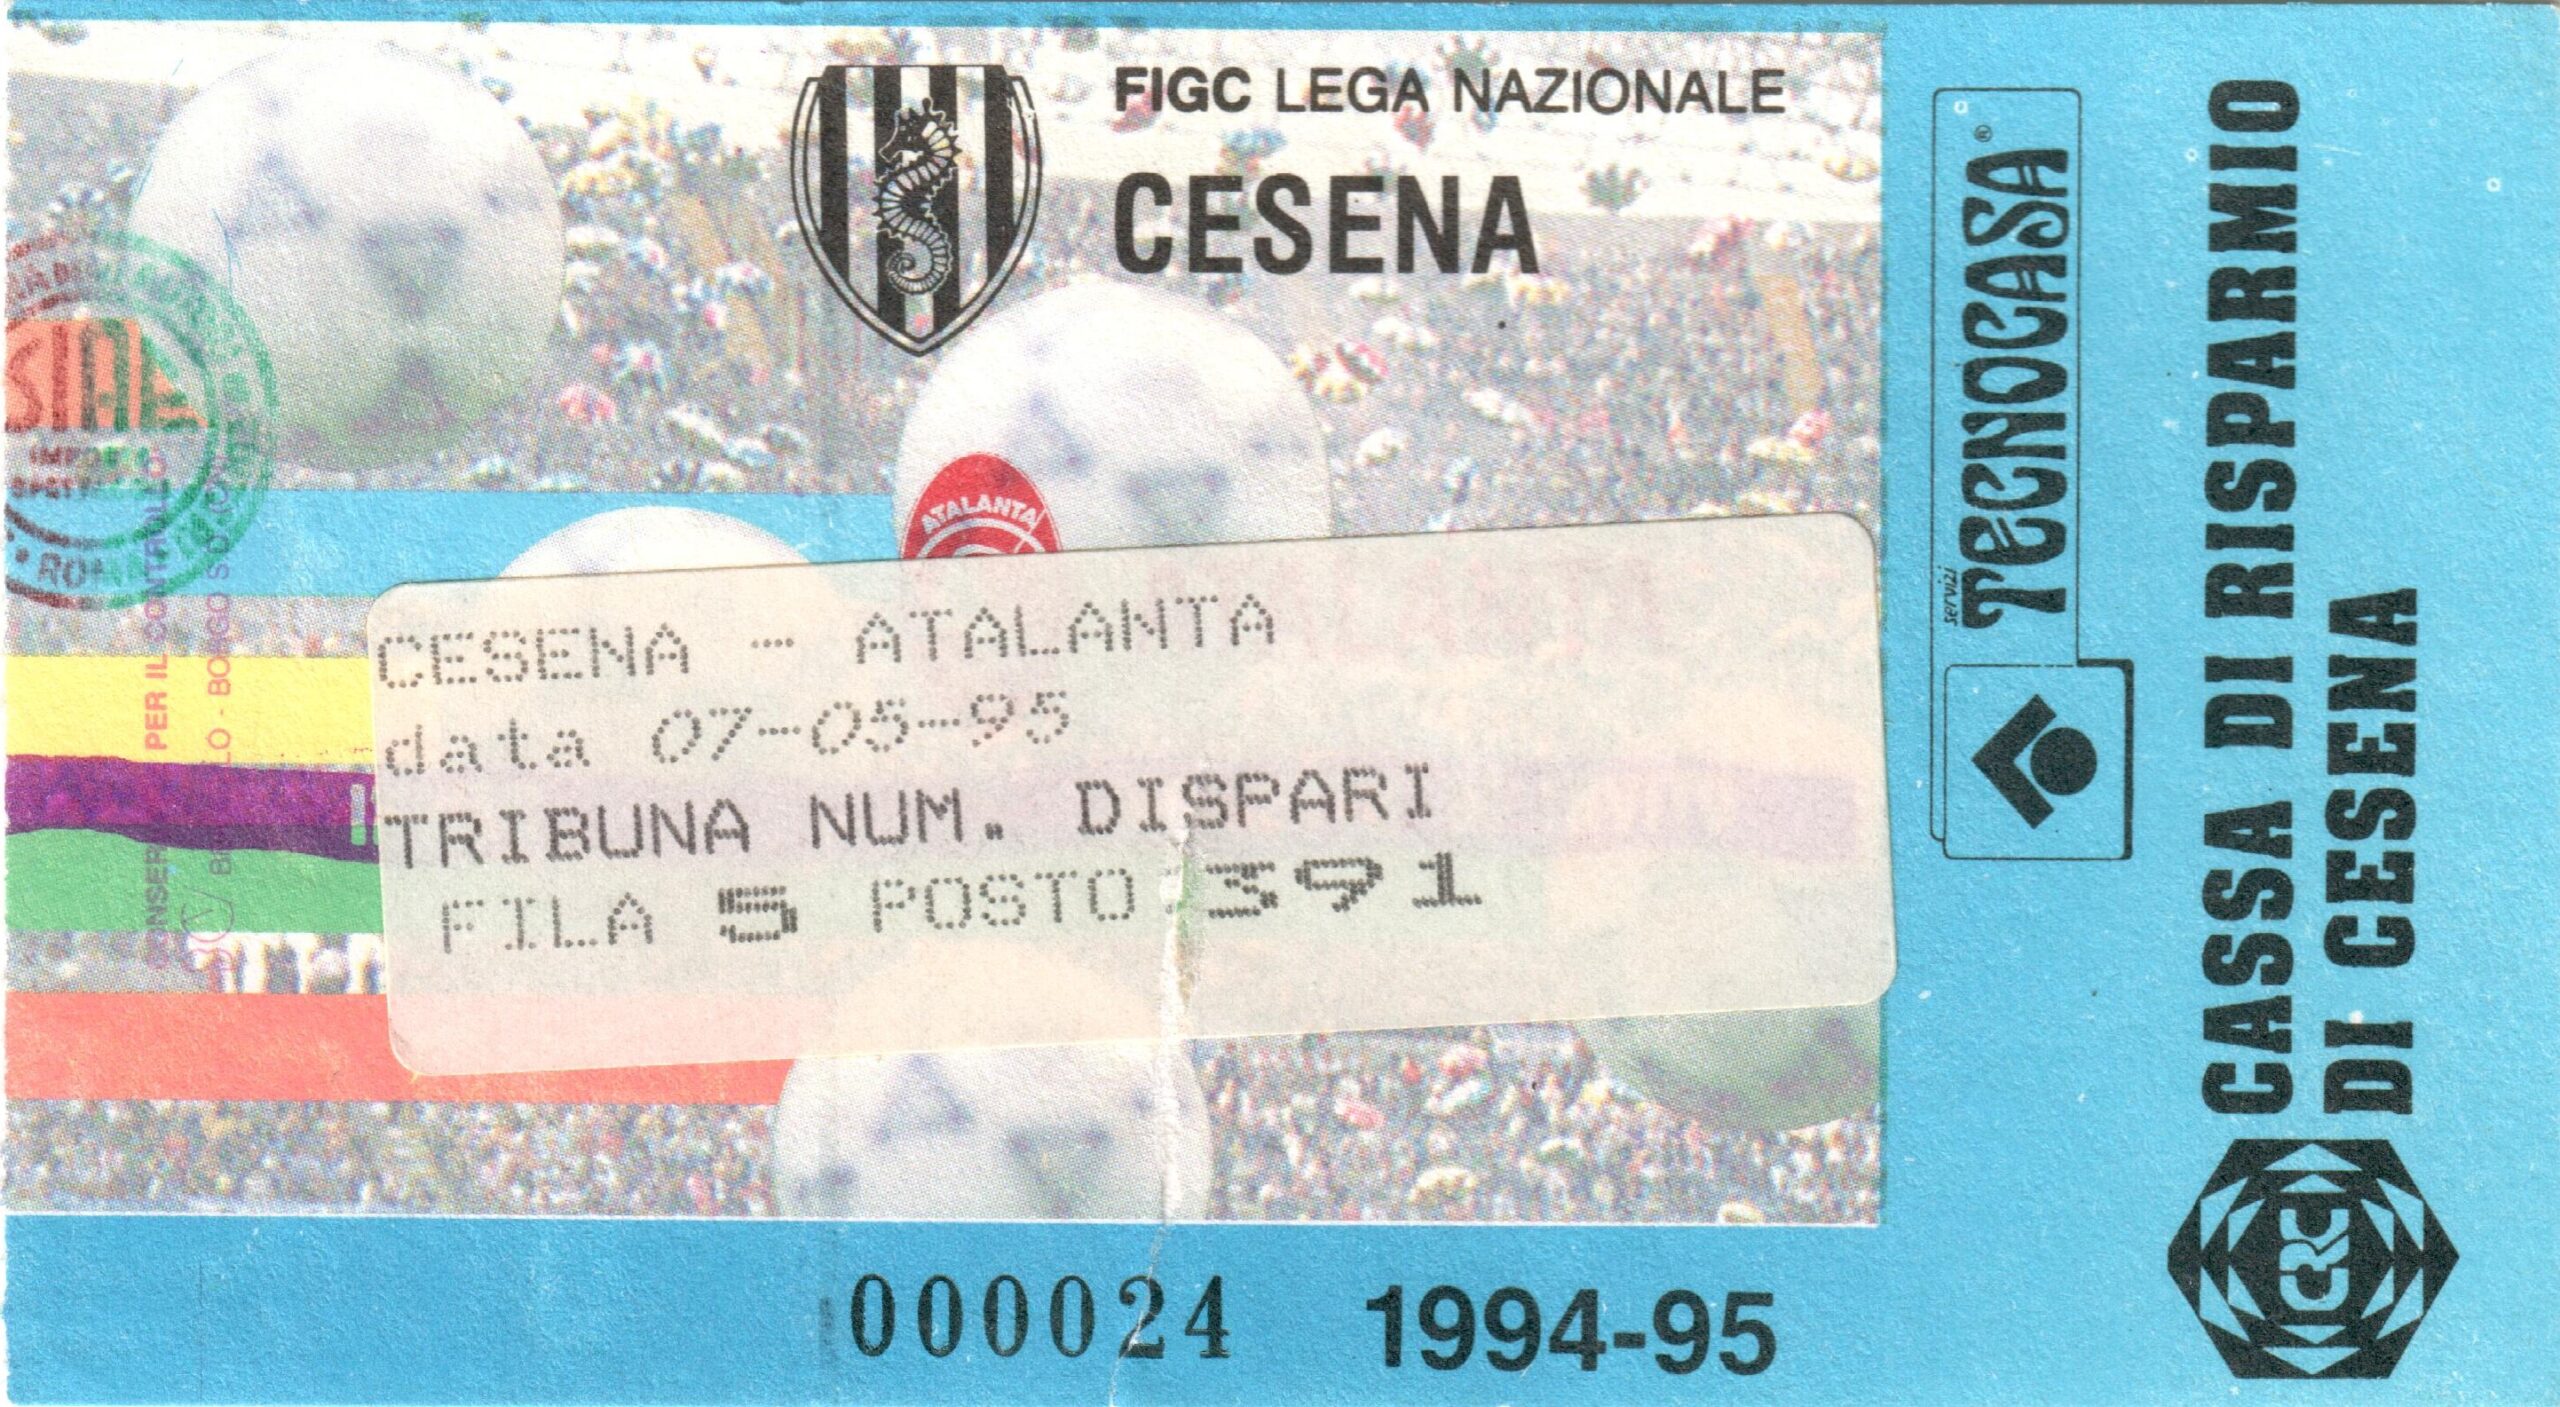 FIGC LEGA NAZIONALE
CESENA
ATALANTA
CESENA - ATALANTA
data 07-05-95
TRIBUNA NUM. DISPARI
FILA 5 POSTO 391
000024 1994-95
SIAE
ROMA
PER IL CONTROLLO
servizi
TECNOCASA®
CASSA DI RISPARMIO
DI CESENA
CRC